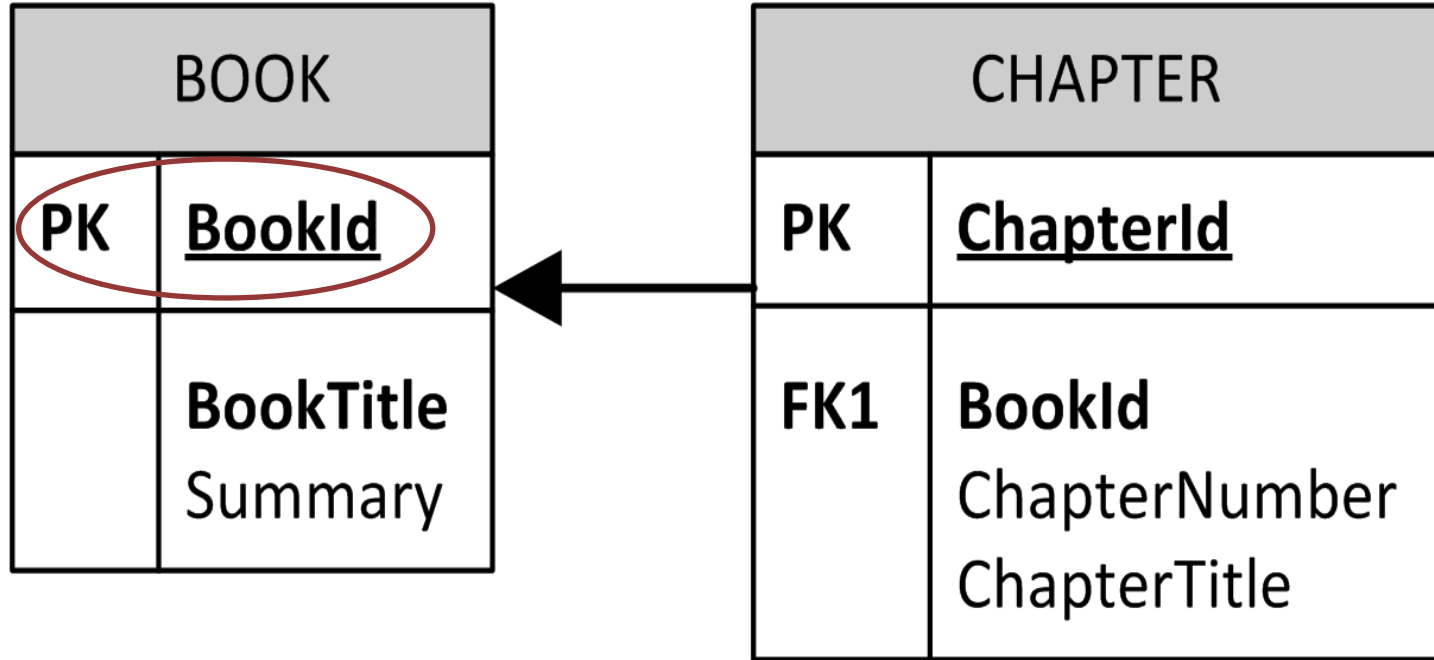 BOOK
PK BookId
BookTitle
Summary
CHAPTER
PK ChapterId
FK1 BookId
ChapterNumber
ChapterTitle